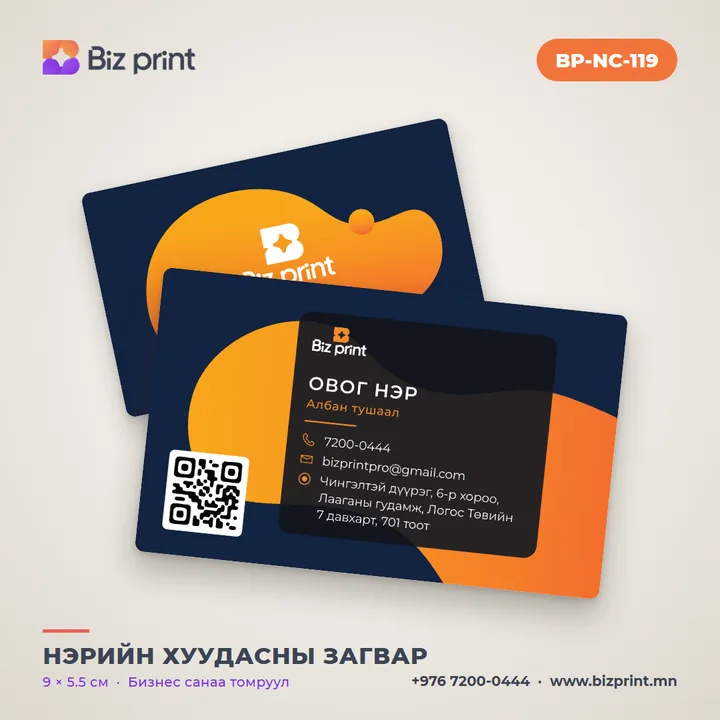 Biz print
BP-NC-119
Biz print
Biz print
ОВОГ НЭР
Албан тушаал
7200-0444
bizprintpro@gmail.com
Чингэлтэй дүүрэг, 6-р хороо,
Лааганы гудамж, Логос Төвийн
7 давхарт, 701 тоот
НЭРИЙН ХУУДАСНЫ ЗАГВАР
9 × 5.5 см · Бизнес санаа томруул
+976 7200-0444 · www.bizprint.mn